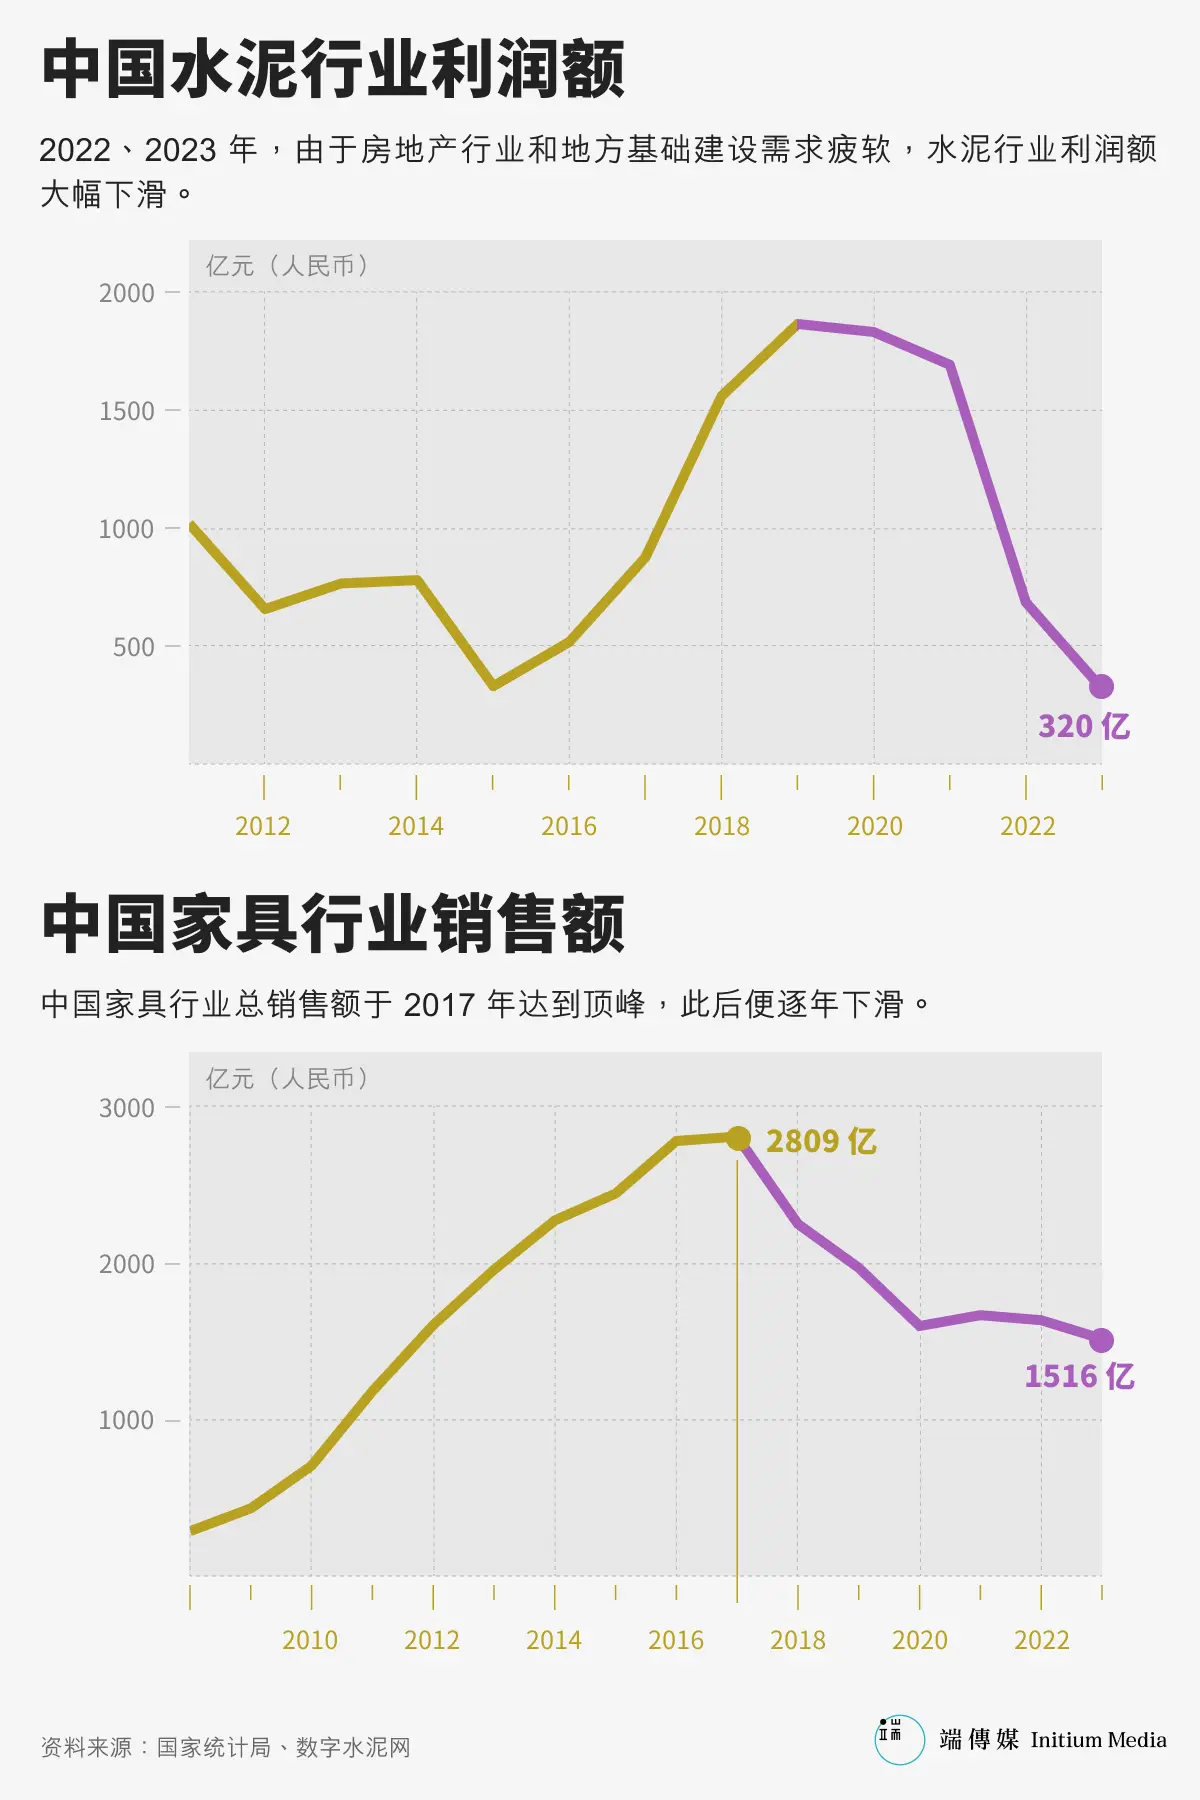 中国水泥行业利润额
2022、2023 年，由于房地产行业和地方基础建设需求疲软，水泥行业利润额
大幅下滑。
亿元（人民币）
2000
1500
1000
500
320 亿
2012 2014 2016 2018 2020 2022
中国家具行业销售额
中国家具行业总销售额于 2017 年达到顶峰，此后便逐年下滑。
亿元（人民币）
3000
2809 亿
2000
1516 亿
1000
2010 2012 2014 2016 2018 2020 2022
资料来源：国家统计局、数字水泥网
端傳媒 Initium Media